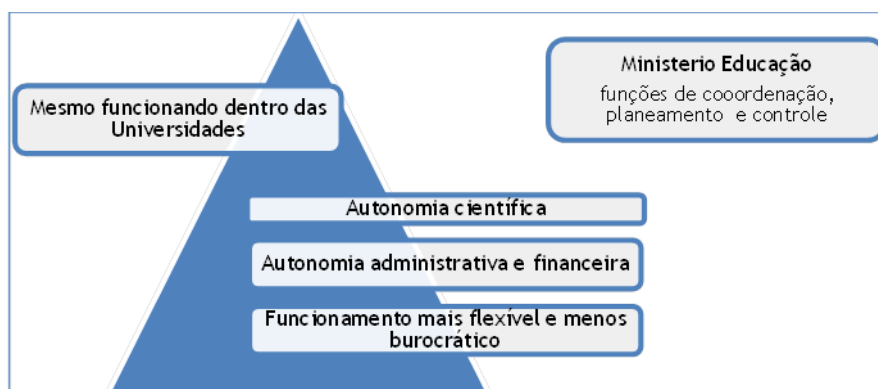 Mesmo funcionando dentro das
Universidades
Ministerio Educação
funções de cooordenação,
planeamento e controle
Autonomia científica
Autonomia administrativa e financeira
Funcionamento mais flexível e menos
burocrático